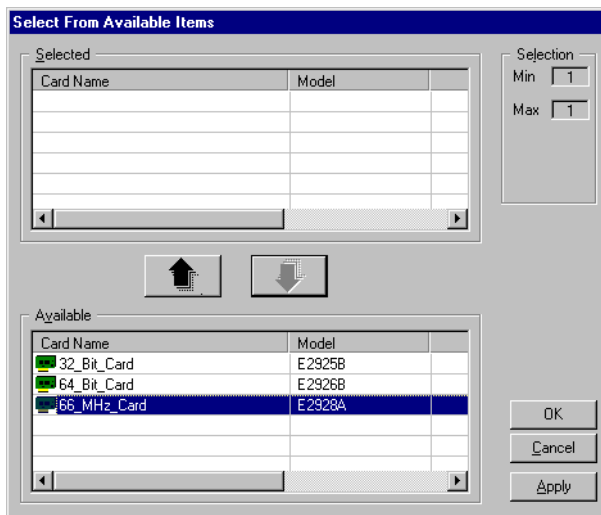 Select From Available Items
Selected
Card Name Model
Selection
Min 1
Max 1
Available
Card Name Model
32_Bit_Card E2925B
64_Bit_Card E2926B
66_MHz_Card E2928A
OK
Cancel
Apply